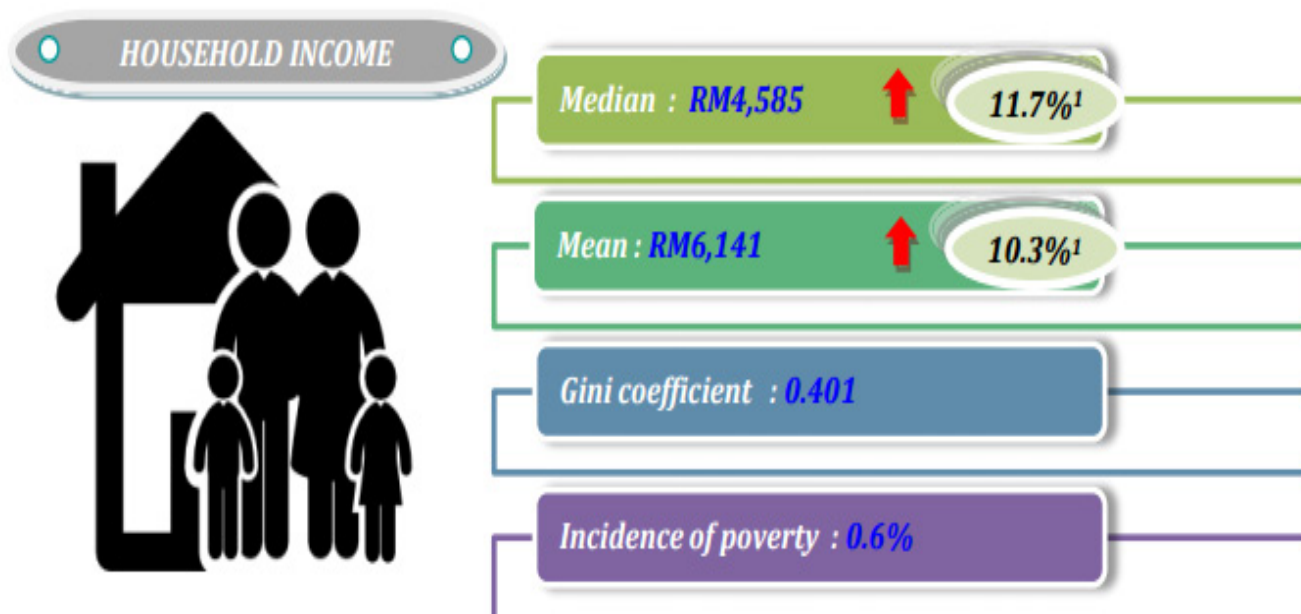 HOUSEHOLD INCOME
Median : RM4,585 11.7%¹
Mean : RM6,141 10.3%¹
Gini coefficient : 0.401
Incidence of poverty : 0.6%